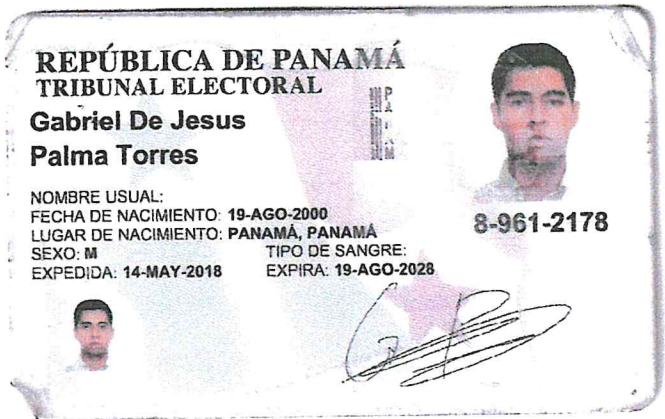 REPÚBLICA DE PANAMÁ
TRIBUNAL ELECTORAL
Gabriel De Jesus
Palma Torres
NOMBRE USUAL:
FECHA DE NACIMIENTO: 19-AGO-2000
LUGAR DE NACIMIENTO: PANAMÁ, PANAMÁ
SEXO: M TIPO DE SANGRE:
EXPEDIDA: 14-MAY-2018 EXPIRA: 19-AGO-2028
8-961-2178